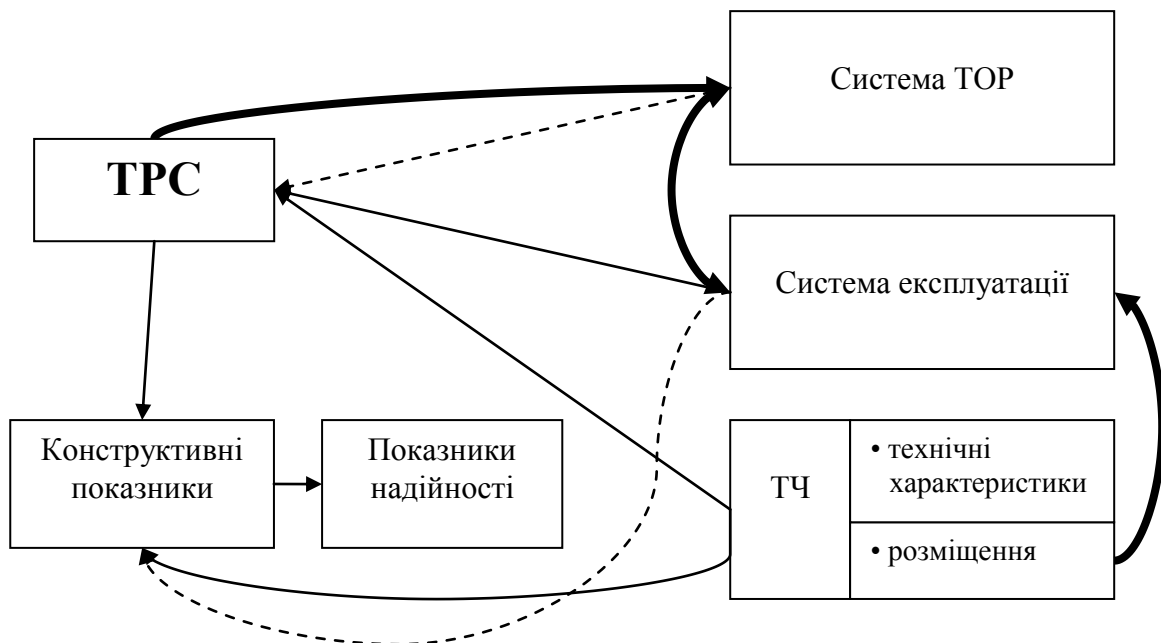 Система ТОР
ТРС
Система експлуатації
Конструктивні
показники
Показники
надійності
ТЧ
• технічні
характеристики
• розміщення